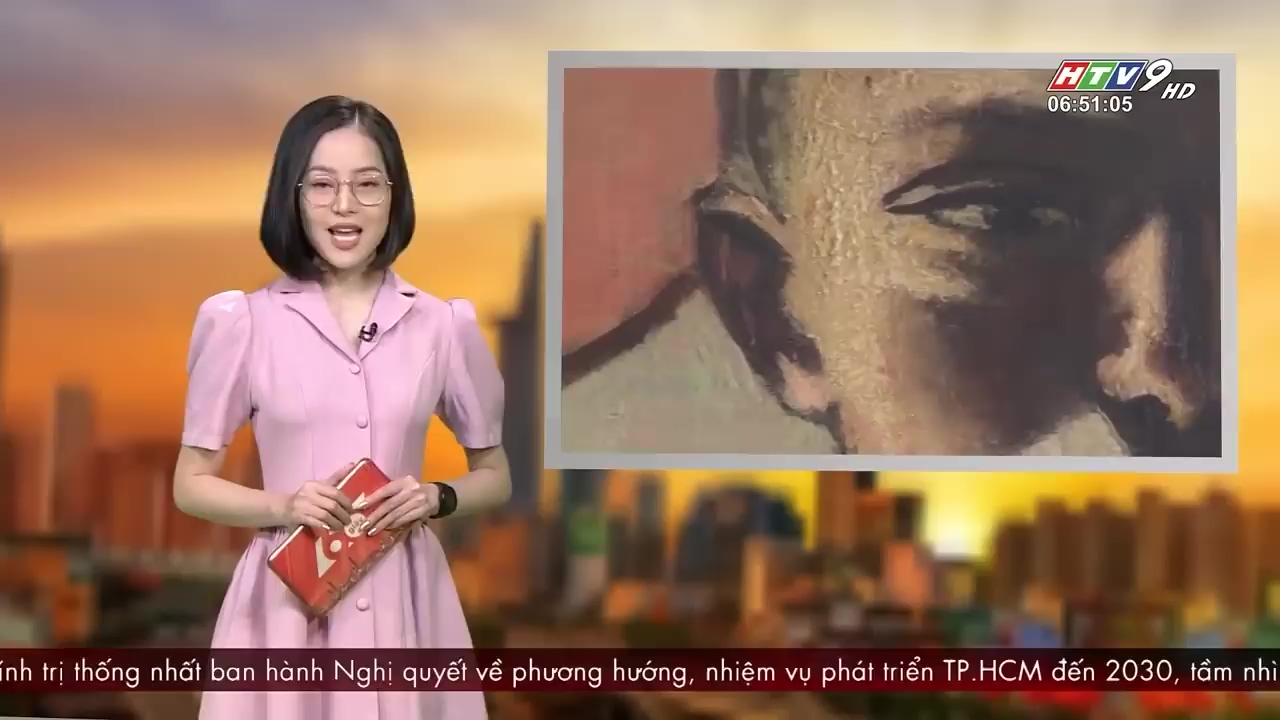 HTV9 HD
06:51:05
ính trị thống nhất ban hành Nghị quyết về phương hướng, nhiệm vụ phát triển TP.HCM đến 2030, tầm nhì